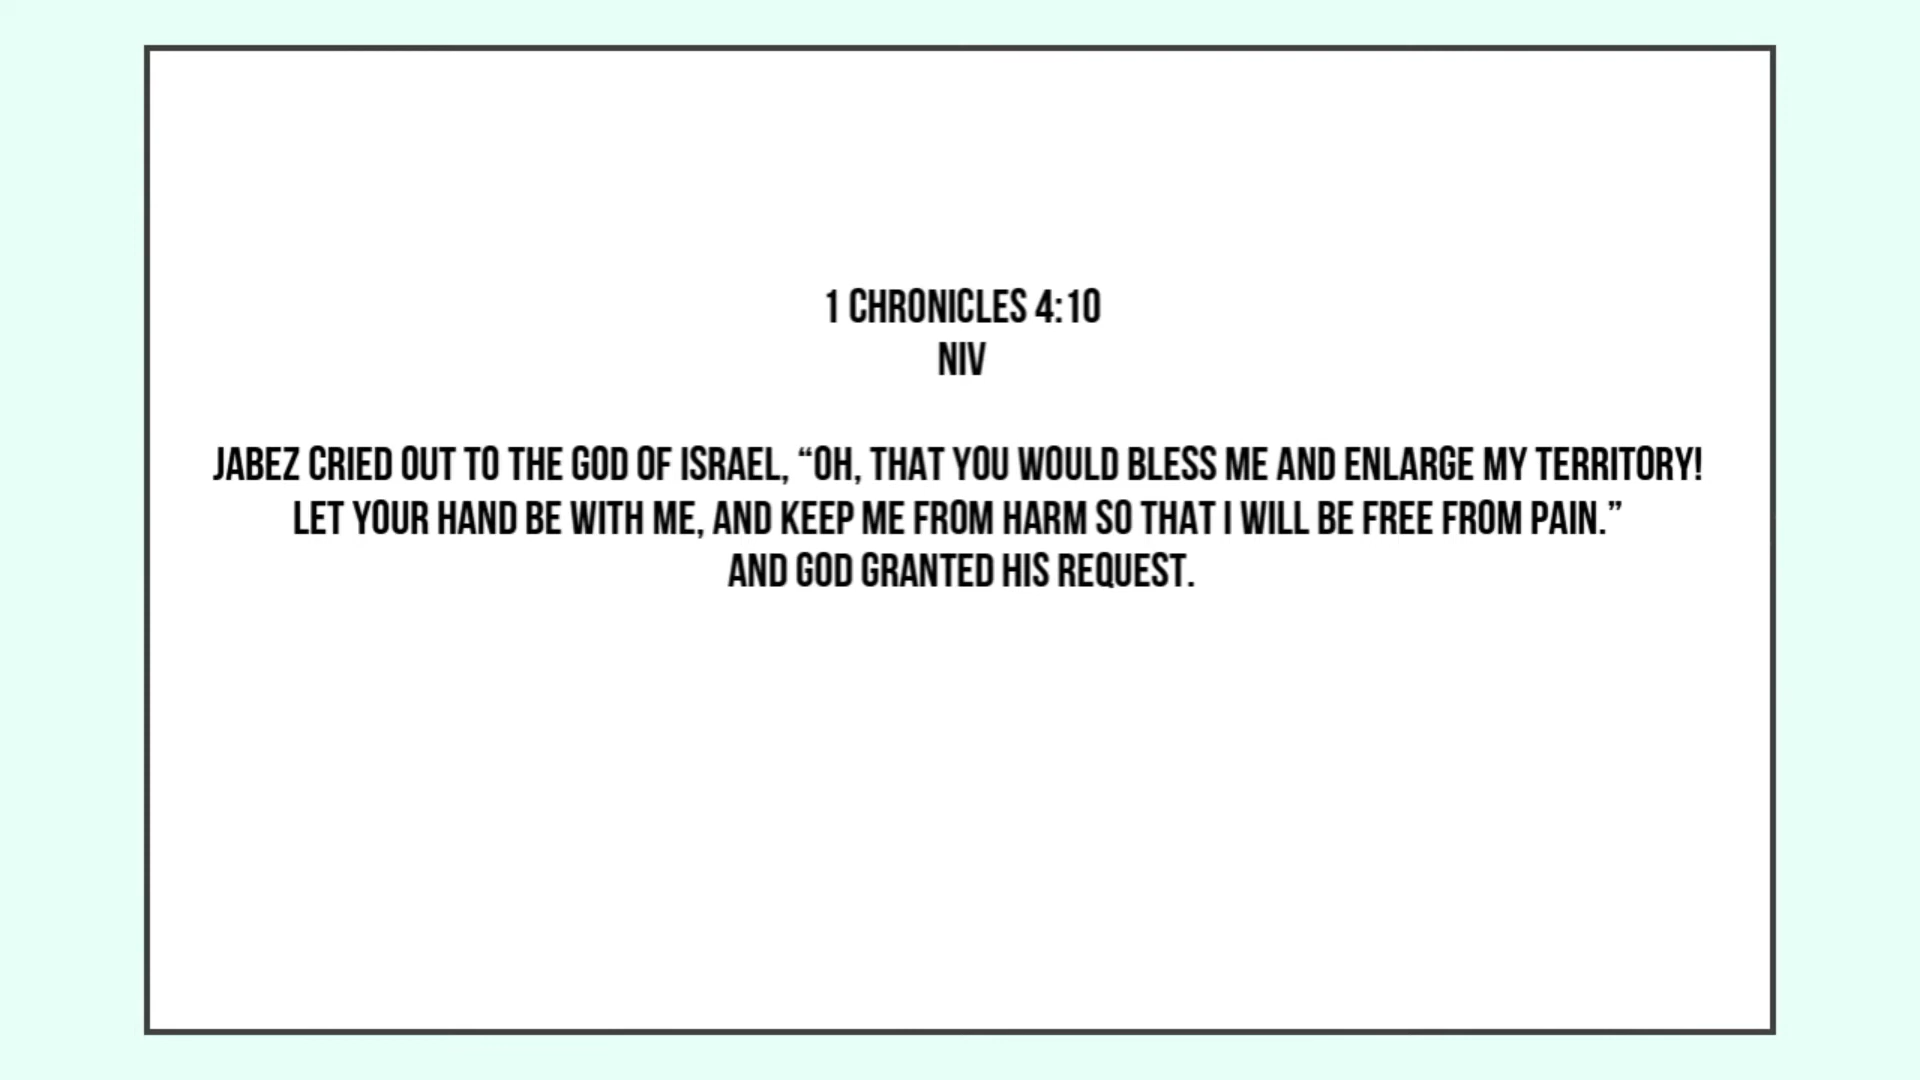 1 CHRONICLES 4:10
NIV
JABEZ CRIED OUT TO THE GOD OF ISRAEL, “OH, THAT YOU WOULD BLESS ME AND ENLARGE MY TERRITORY!
LET YOUR HAND BE WITH ME, AND KEEP ME FROM HARM SO THAT I WILL BE FREE FROM PAIN.”
AND GOD GRANTED HIS REQUEST.